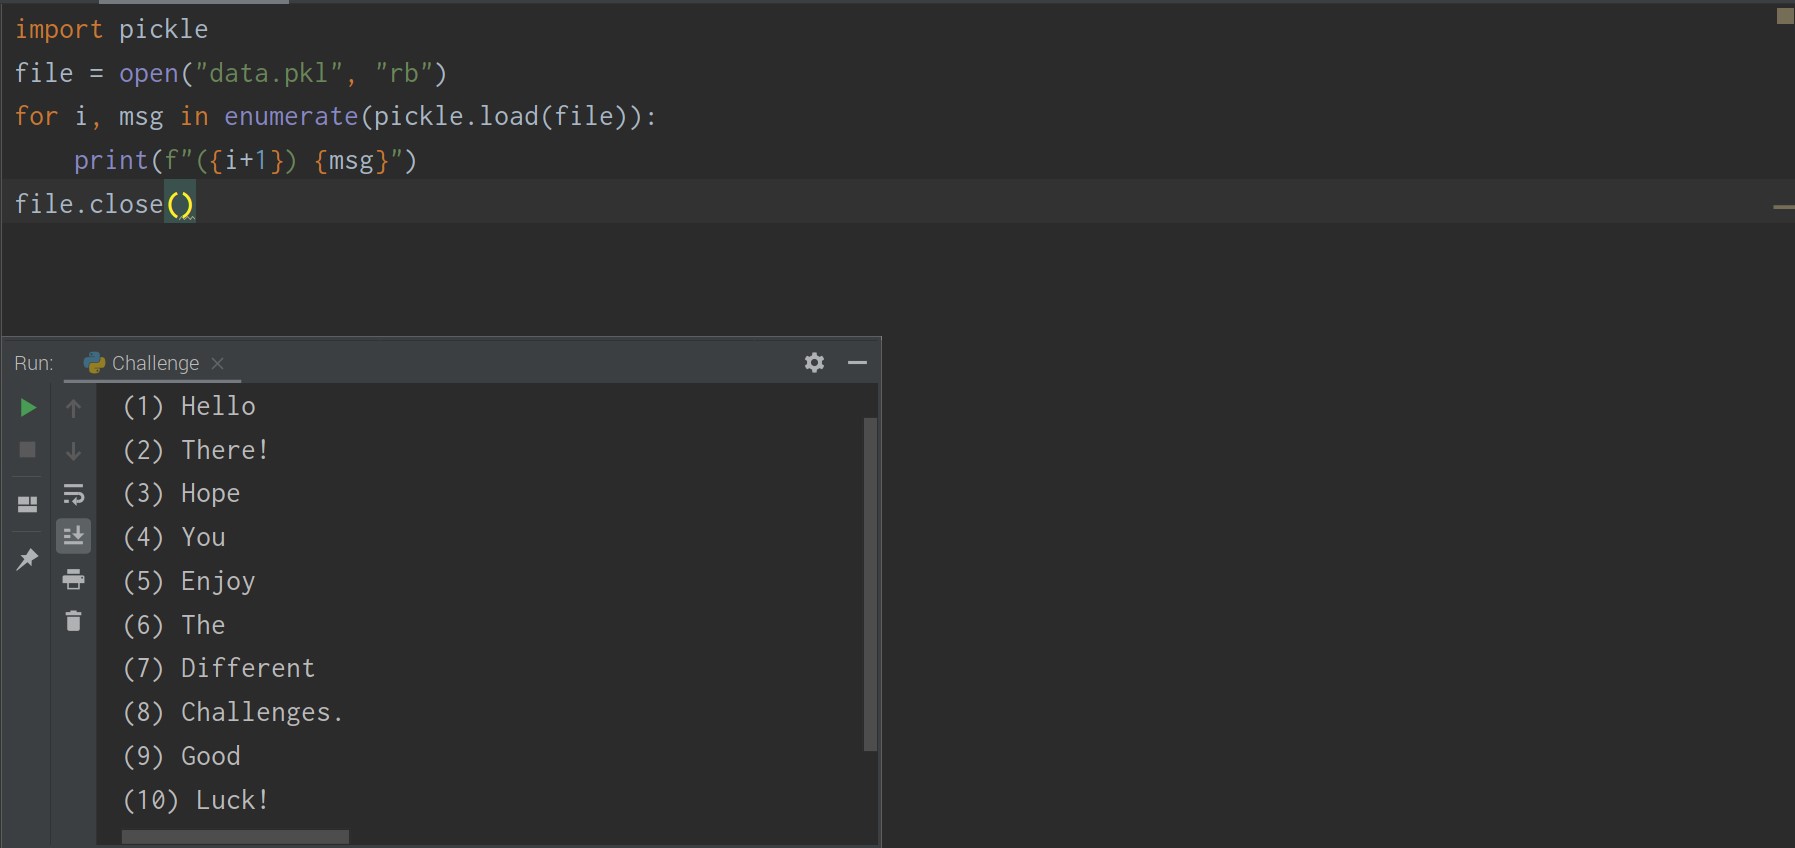 import pickle
file = open("data.pkl", "rb")
for i, msg in enumerate(pickle.load(file)):
    print(f"({i+1}) {msg}")
file.close()
Run: Challenge
(1) Hello
(2) There!
(3) Hope
(4) You
(5) Enjoy
(6) The
(7) Different
(8) Challenges.
(9) Good
(10) Luck!